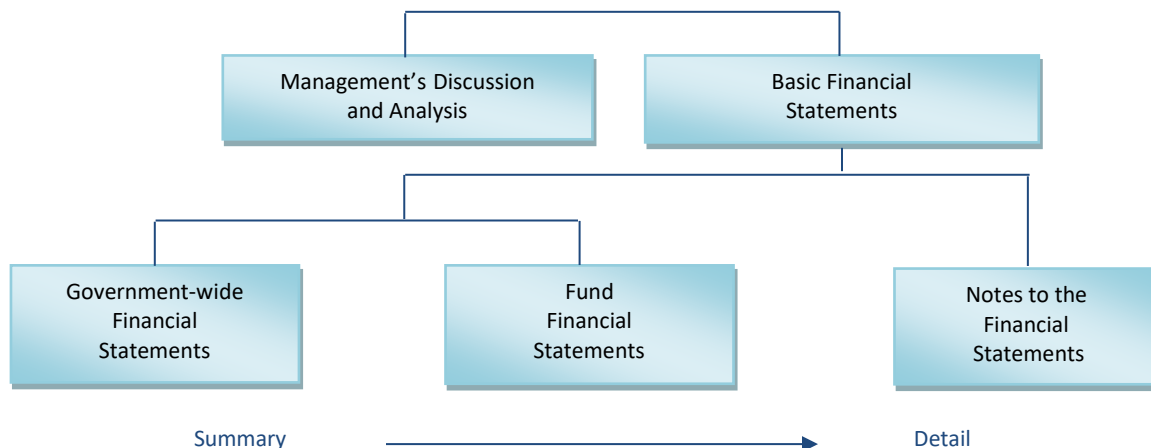 Management’s Discussion
and Analysis
Basic Financial
Statements
Government-wide
Financial
Statements
Fund
Financial
Statements
Notes to the
Financial
Statements
Summary
Detail